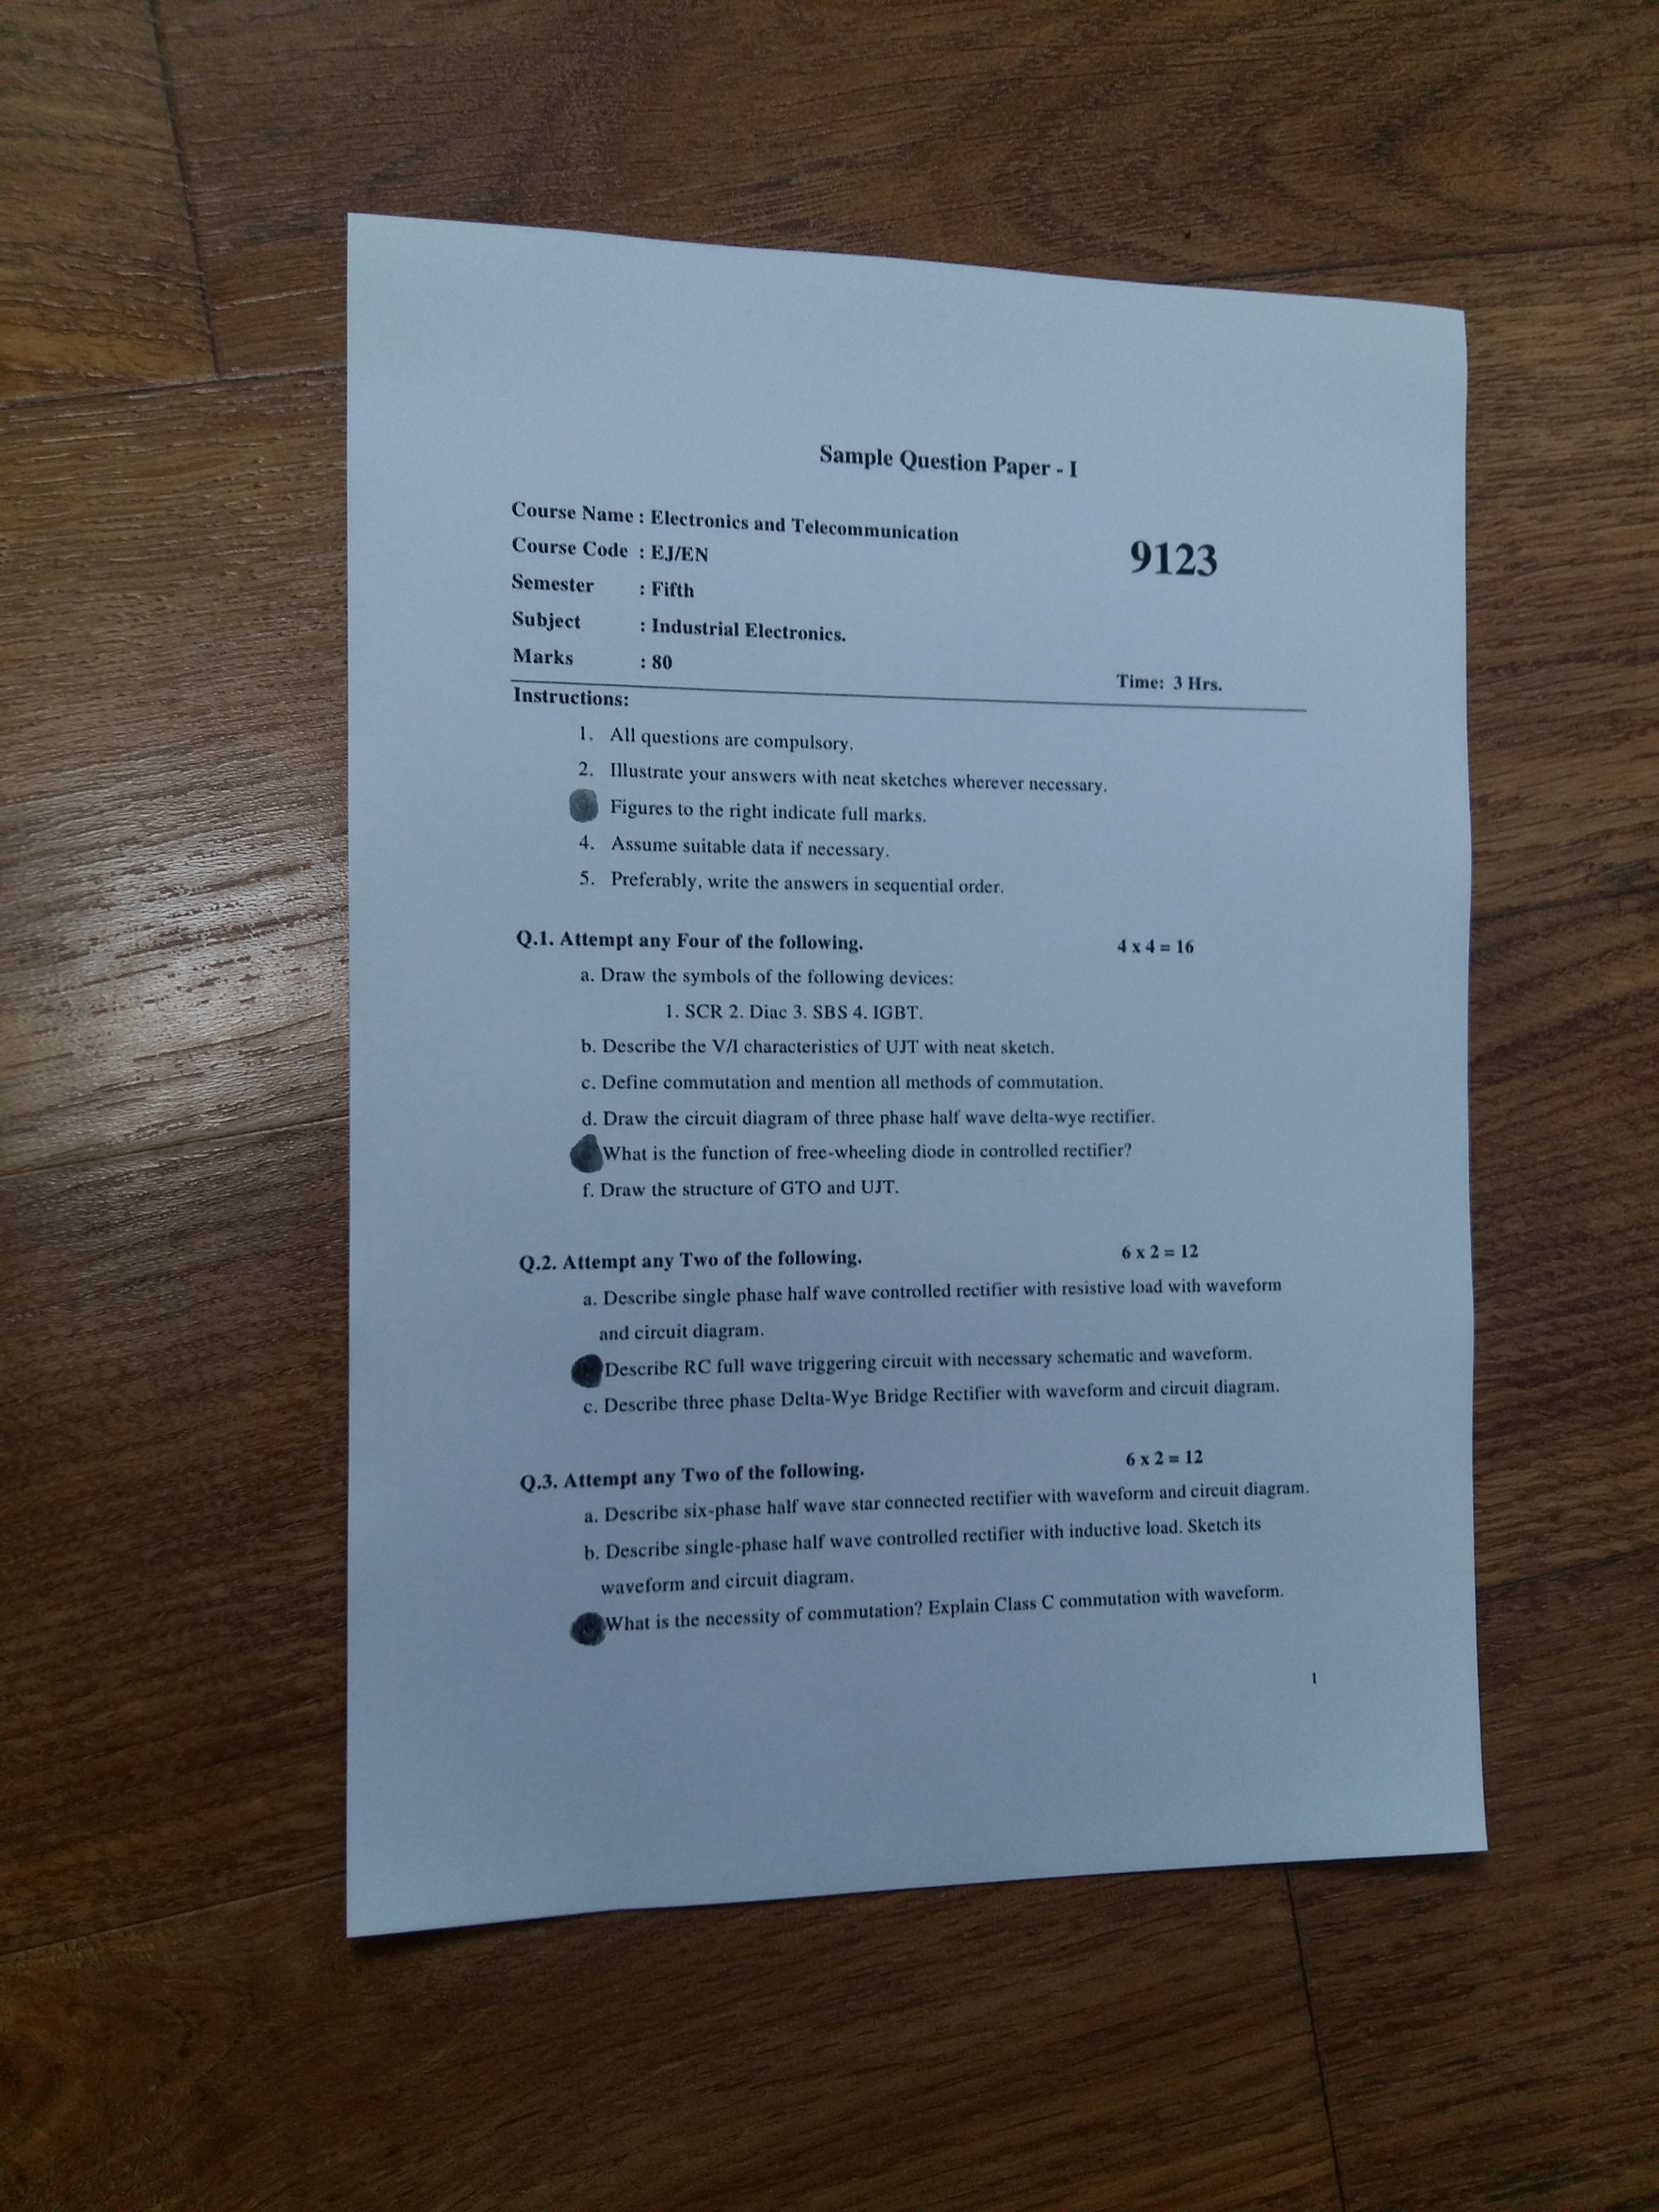 Sample Question Paper - I
Course Name : Electronics and Telecommunication
Course Code : EJ/EN
9123
Semester : Fifth
Subject : Industrial Electronics.
Marks : 80
Time: 3 Hrs.
Instructions:
1. All questions are compulsory.
2. Illustrate your answers with neat sketches wherever necessary.
Figures to the right indicate full marks.
4. Assume suitable data if necessary.
5. Preferably, write the answers in sequential order.
Q.1. Attempt any Four of the following. 4 x 4 = 16
a. Draw the symbols of the following devices:
1. SCR 2. Diac 3. SBS 4. IGBT.
b. Describe the V/I characteristics of UJT with neat sketch.
c. Define commutation and mention all methods of commutation.
d. Draw the circuit diagram of three phase half wave delta-wye rectifier.
What is the function of free-wheeling diode in controlled rectifier?
f. Draw the structure of GTO and UJT.
Q.2. Attempt any Two of the following. 6 x 2 = 12
a. Describe single phase half wave controlled rectifier with resistive load with waveform
and circuit diagram.
Describe RC full wave triggering circuit with necessary schematic and waveform.
c. Describe three phase Delta-Wye Bridge Rectifier with waveform and circuit diagram.
Q.3. Attempt any Two of the following. 6 x 2 = 12
a. Describe six-phase half wave star connected rectifier with waveform and circuit diagram.
b. Describe single-phase half wave controlled rectifier with inductive load. Sketch its
waveform and circuit diagram.
What is the necessity of commutation? Explain Class C commutation with waveform.
1